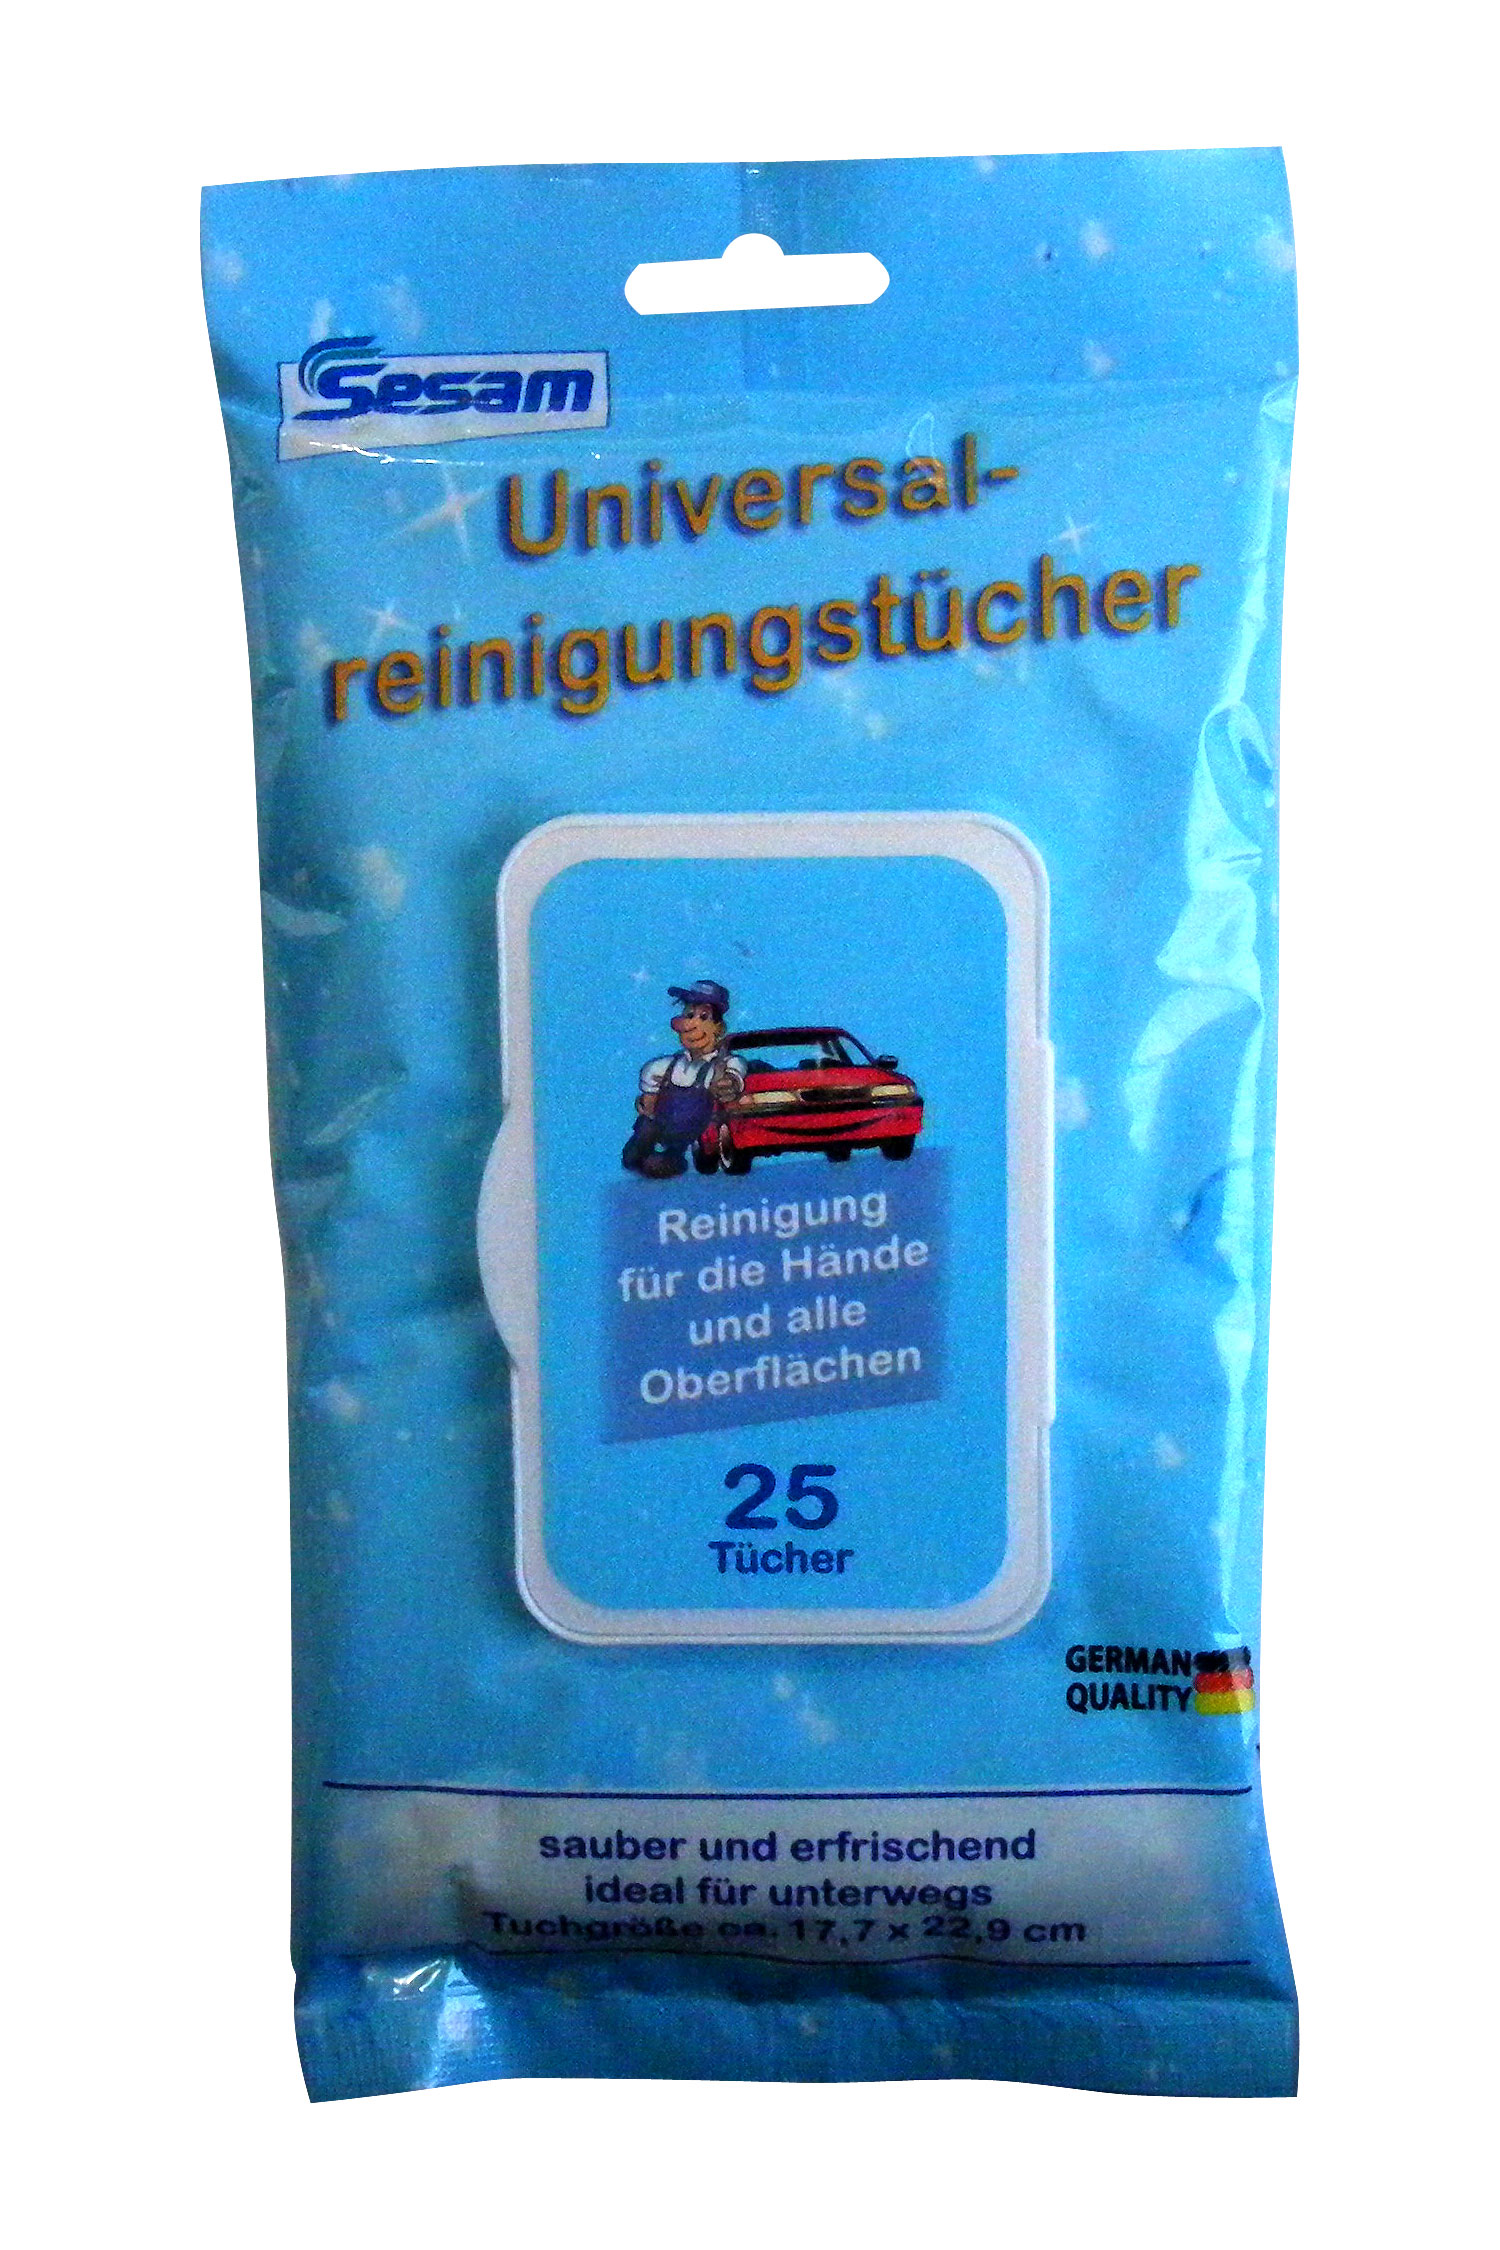 Sesam
Universal-
reinigungstücher
Reinigung
für die Hände
und alle
Oberflächen
25
Tücher
GERMAN
QUALITY
sauber und erfrischend
ideal für unterwegs
Tuchgröße ca. 17,7 x 22,9 cm